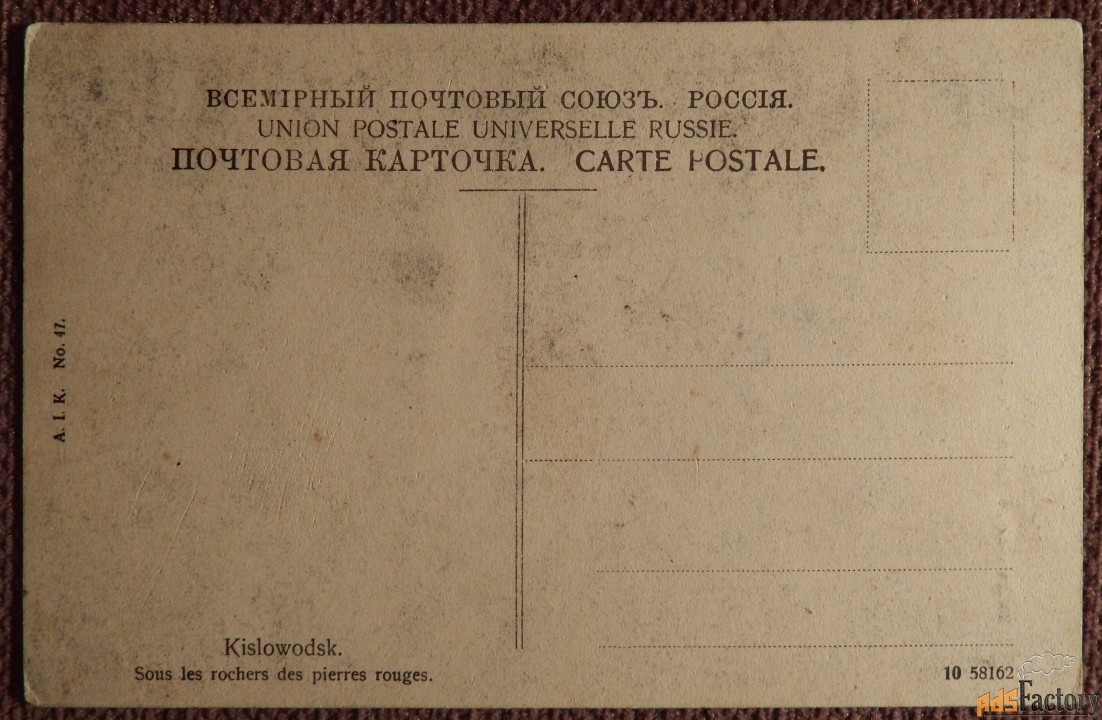 ВСЕМІРНЫЙ ПОЧТОВЫЙ СОЮЗЪ. РОССІЯ.
UNION POSTALE UNIVERSELLE RUSSIE.
ПОЧТОВАЯ КАРТОЧКА. CARTE POSTALE.
A. I. K. No. 47.
Kislowodsk.
Sous les rochers des pierres rouges.
10 58162
AdsFactory